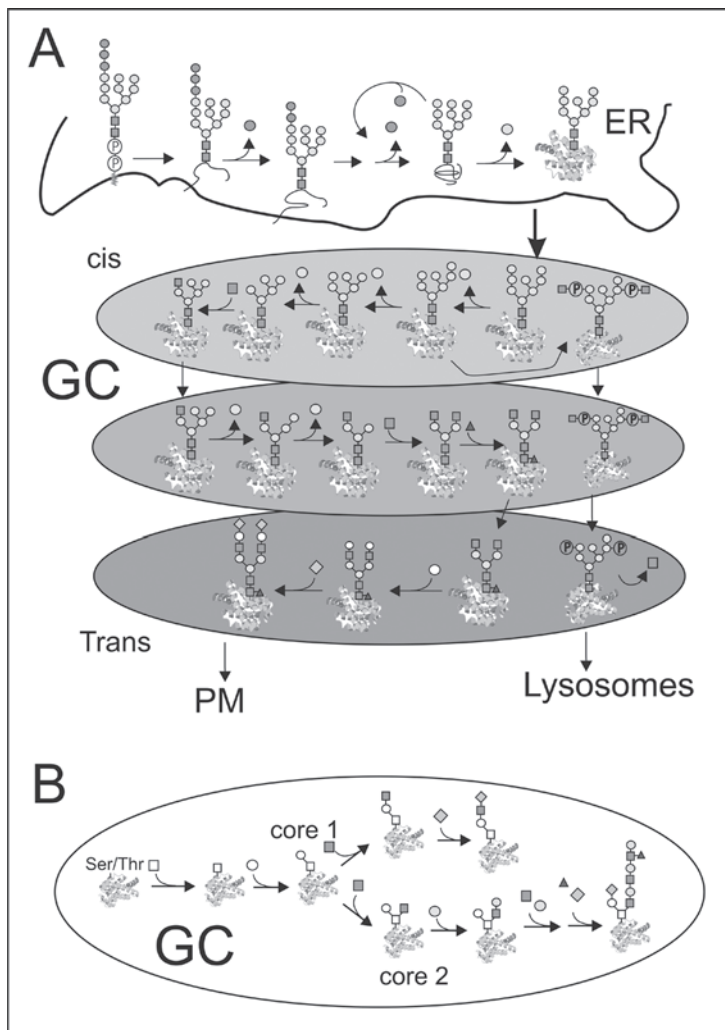 A
ER
P
P
cis
P P
GC
P P
P P
Trans
PM
Lysosomes
B
core 1
Ser/Thr
GC
core 2